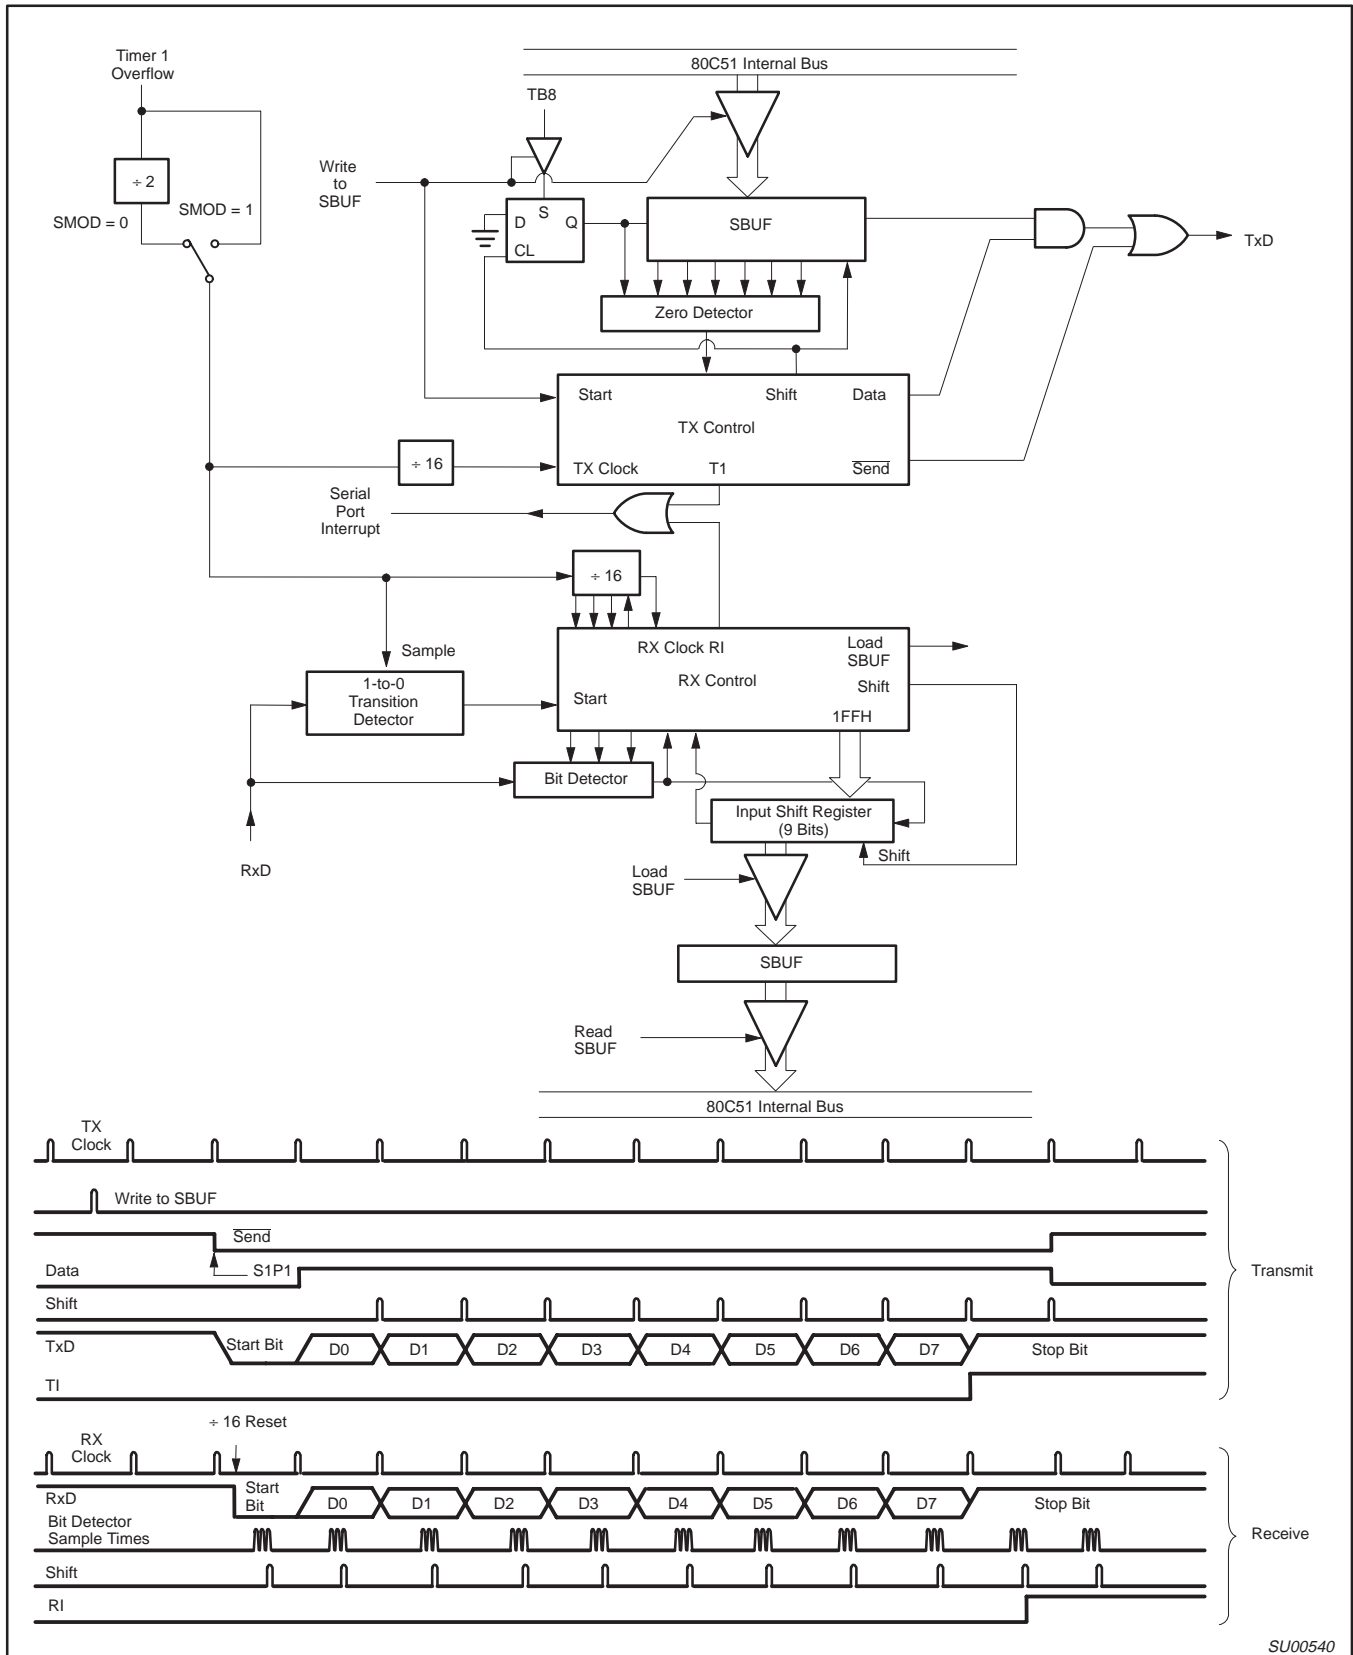 Timer 1
Overflow
80C51 Internal Bus
TB8
Write
to
SBUF
÷ 2
SMOD = 1
SMOD = 0
S
D
Q
CL
SBUF
TxD
Zero Detector
Start
Shift
Data
TX Control
÷ 16
TX Clock
T1
Send
Serial
Port
Interrupt
÷ 16
Sample
RX Clock RI
Load
SBUF
RX Control
Shift
Start
1FFH
1-to-0
Transition
Detector
Bit Detector
Input Shift Register
(9 Bits)
Shift
RxD
Load
SBUF
SBUF
Read
SBUF
80C51 Internal Bus
TX
Clock
Write to SBUF
Send
Data
S1P1
Transmit
Shift
TxD
Start Bit
D0
D1
D2
D3
D4
D5
D6
D7
Stop Bit
TI
÷ 16 Reset
RX
Clock
RxD
Start
Bit
D0
D1
D2
D3
D4
D5
D6
D7
Stop Bit
Bit Detector
Sample Times
Receive
Shift
RI
SU00540